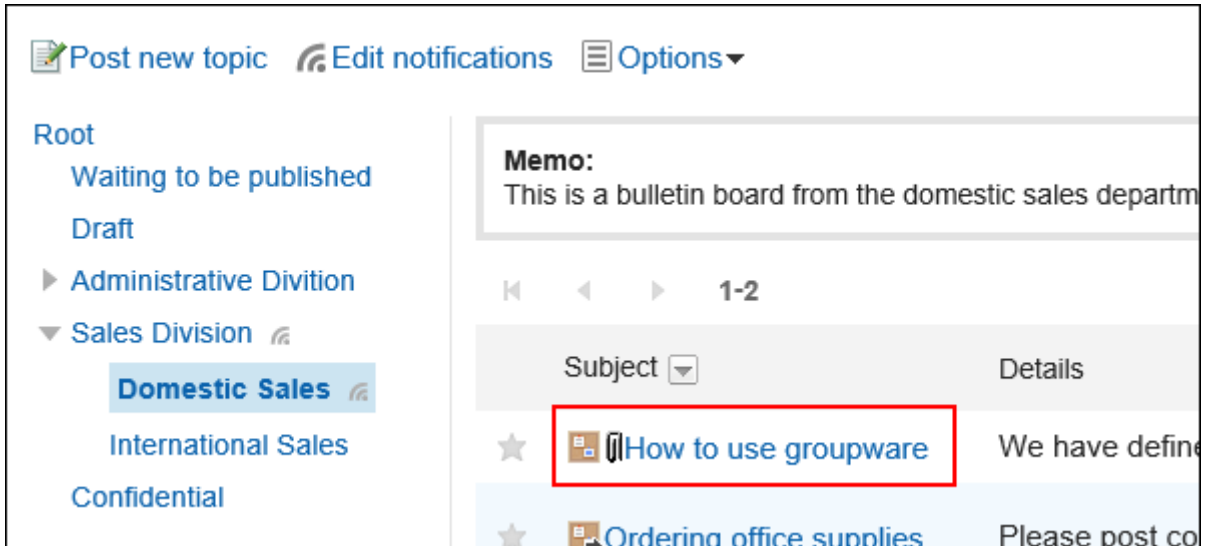 Post new topic Edit notifications Options
Root
Waiting to be published
Draft
Administrative Divition
Sales Division
Domestic Sales
International Sales
Confidential
Memo:
This is a bulletin board from the domestic sales departm
1-2
Subject Details
How to use groupware We have define
Ordering office supplies Please post co